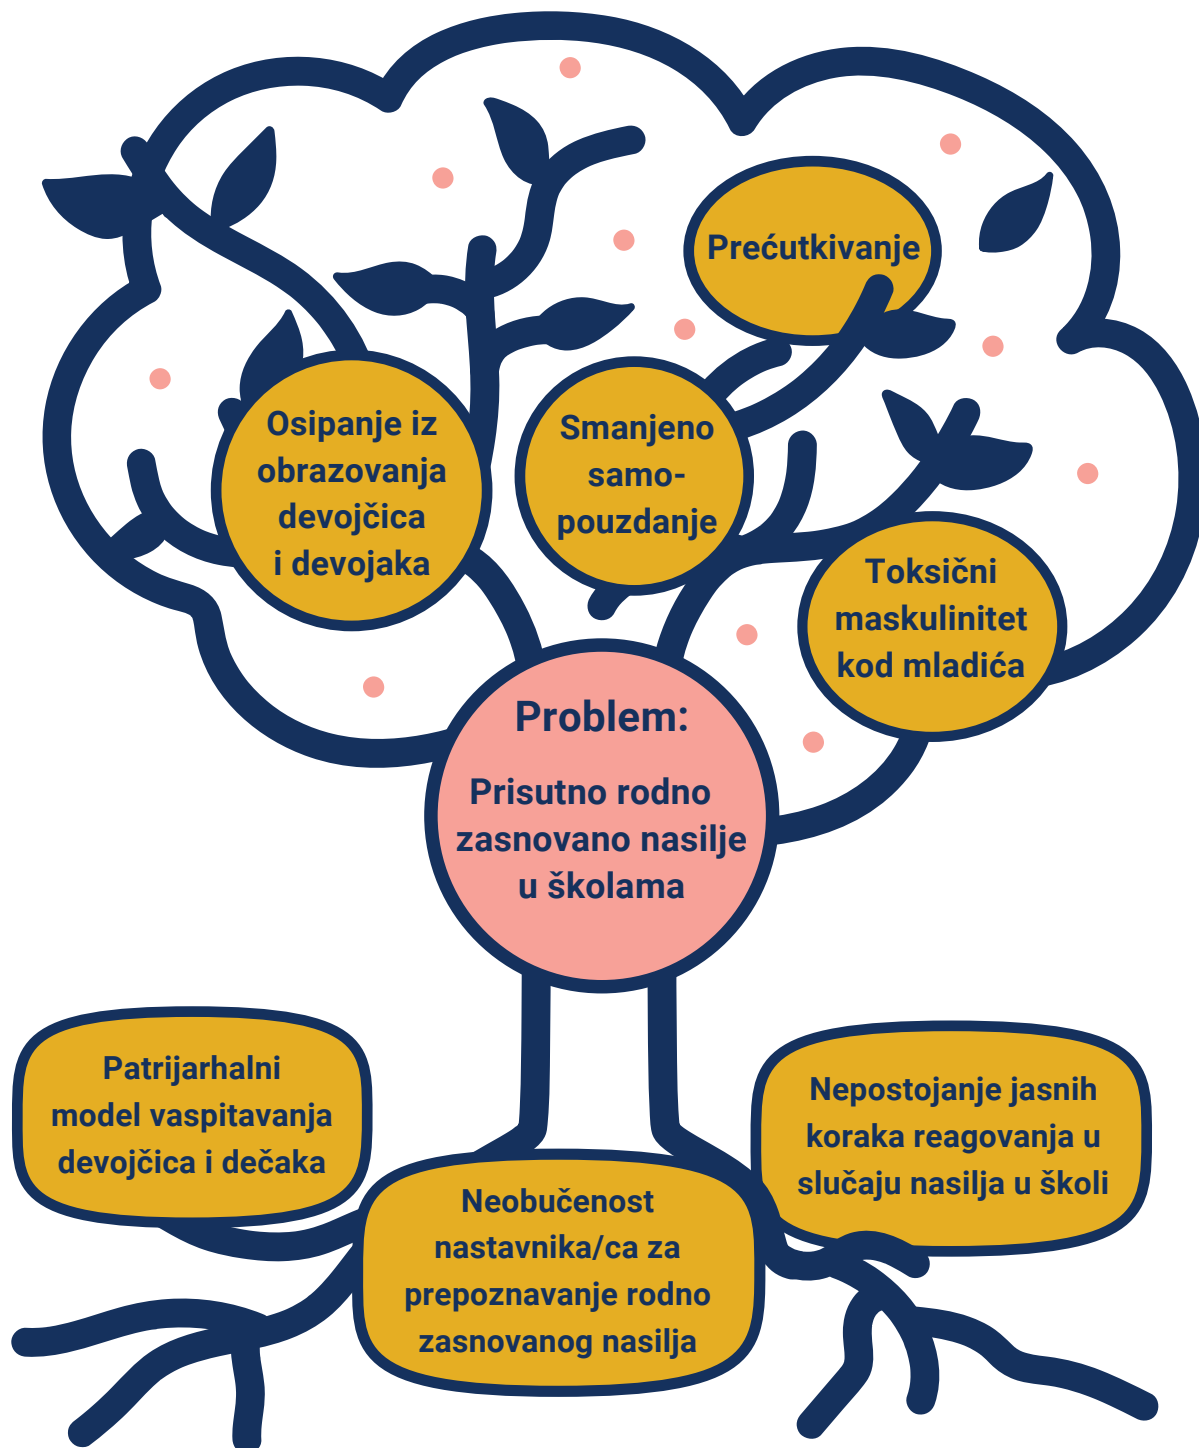 Prećutkivanje
Osipanje iz
obrazovanja
devojčica
i devojaka
Smanjeno
samo-
pouzdanje
Toksični
maskulinitet
kod mladića
Problem:
Prisutno rodno
zasnovano nasilje
u školama
Patrijarhalni
model vaspitavanja
devojčica i dečaka
Neobučenost
nastavnika/ca za
prepoznavanje rodno
zasnovanog nasilja
Nepostojanje jasnih
koraka reagovanja u
slučaju nasilja u školi